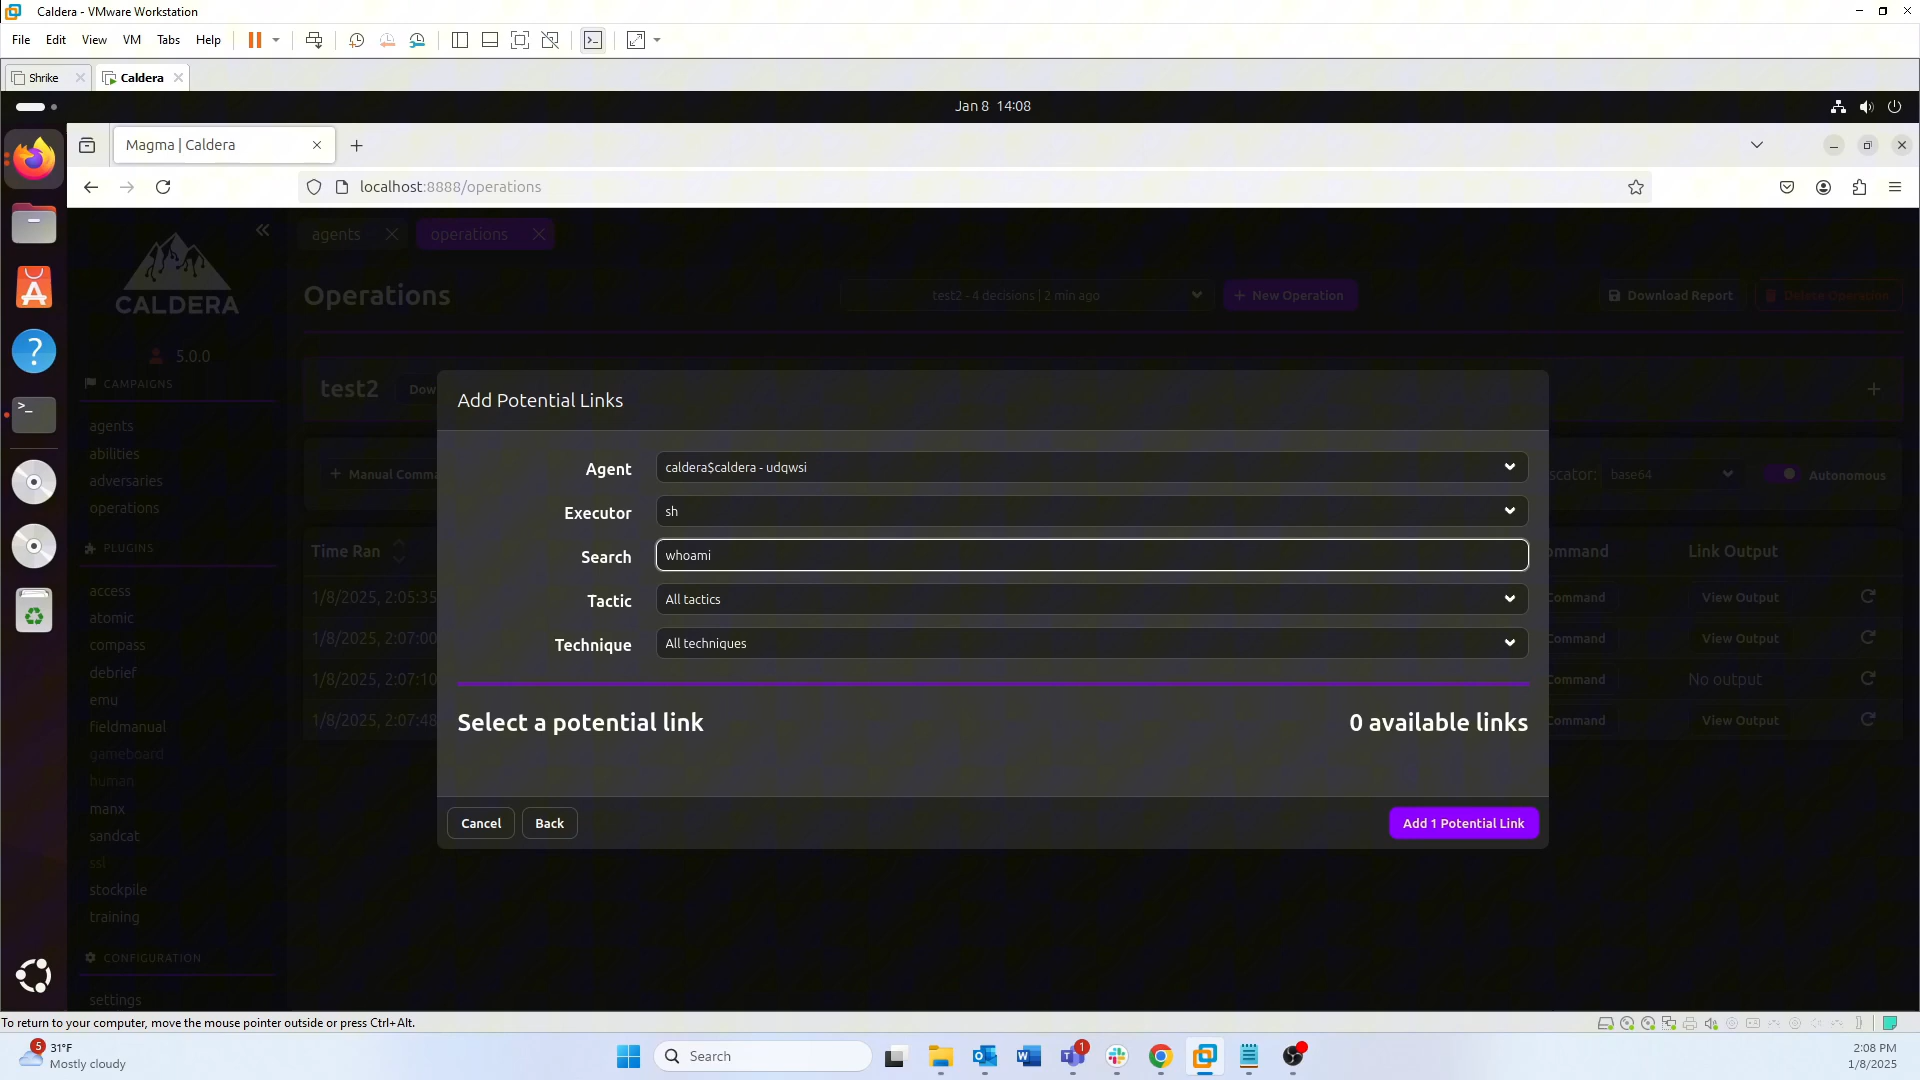 Caldera - VMware Workstation
File Edit View VM Tabs Help
Shrike Caldera
Jan 8 14:08
Magma | Caldera
localhost:8888/operations
agents operations
CALDERA
Operations
test2 - 4 decisions | 2 min ago
+ New Operation
Download Report
Delete Operation
5.0.0
CAMPAIGNS
agents
abilities
adversaries
operations
PLUGINS
access
atomic
compass
debrief
emu
fieldmanual
gameboard
human
manx
sandcat
ssl
stockpile
training
CONFIGURATION
settings
test2 Dow
+ Manual Comma
scator: base64 Autonomous
Time Ran ommand Link Output
1/8/2025, 2:05:35 Command View Output
1/8/2025, 2:07:00 Command View Output
1/8/2025, 2:07:10 Command No output
1/8/2025, 2:07:48 Command View Output
Add Potential Links
Agent caldera$caldera - udqwsi
Executor sh
Search whoami
Tactic All tactics
Technique All techniques
Select a potential link 0 available links
Cancel Back Add 1 Potential Link
To return to your computer, move the mouse pointer outside or press Ctrl+Alt.
5 31°F
Mostly cloudy
Search
1
2:08 PM
1/8/2025